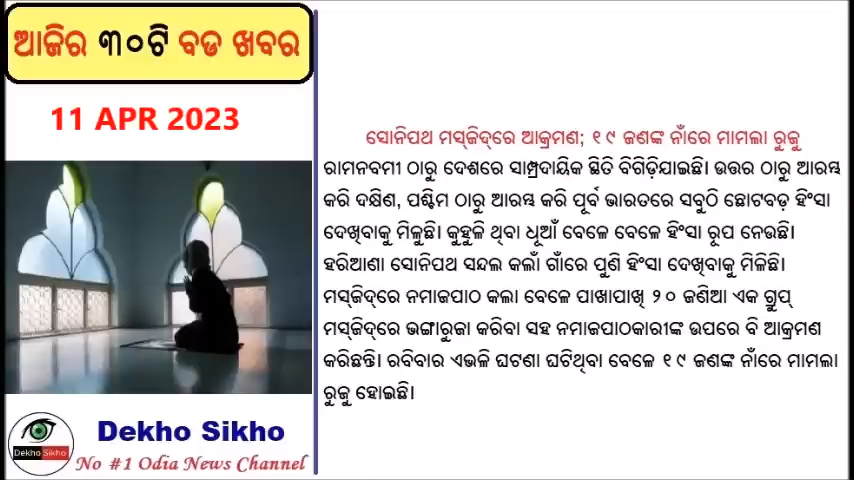 ଆଜିର ୩୦ଟି ବଡ ଖବର
11 APR 2023
ସୋନିପଥ ମସ୍‌ଜିଦ୍‌ରେ ଆକ୍ରମଣ; ୧୯ ଜଣଙ୍କ ନାଁରେ ମାମଲା ରୁଜୁ
ରାମନବମୀ ଠାରୁ ଦେଶରେ ସାମ୍ପ୍ରଦାୟିକ ସ୍ଥିତି ବିଗିଡ଼ିଯାଇଛି। ଉତ୍ତର ଠାରୁ ଆରମ୍ଭ
କରି ଦକ୍ଷିଣ, ପଶ୍ଚିମ ଠାରୁ ଆରମ୍ଭ କରି ପୂର୍ବ ଭାରତରେ ସବୁଠି ଛୋଟବଡ଼ ହିଂସା
ଦେଖିବାକୁ ମିଳୁଛି। କୁହୁଳି ଥିବା ଧୂଆଁ ବେଳେ ବେଳେ ହିଂସା ରୂପ ନେଉଛି।
ହରିଆଣା ସୋନିପଥ ସନ୍ଦଲ କଲାଁ ଗାଁରେ ପୁଣି ହିଂସା ଦେଖିବାକୁ ମିଳିଛି।
ମସ୍‌ଜିଦ୍‌ରେ ନମାଜପାଠ କଲା ବେଳେ ପାଖାପାଖି ୨୦ ଜଣିଆ ଏକ ଗ୍ରୁପ୍
ମସ୍‌ଜିଦ୍‌ରେ ଭଙ୍ଗାରୁଜା କରିବା ସହ ନମାଜପାଠକାରୀଙ୍କ ଉପରେ ବି ଆକ୍ରମଣ
କରିଛନ୍ତି। ରବିବାର ଏଭଳି ଘଟଣା ଘଟିଥିବା ବେଳେ ୧୯ ଜଣଙ୍କ ନାଁରେ ମାମଲା
ରୁଜୁ ହୋଇଛି।
Dekho Sikho
Dekho Sikho
No #1 Odia News Channel